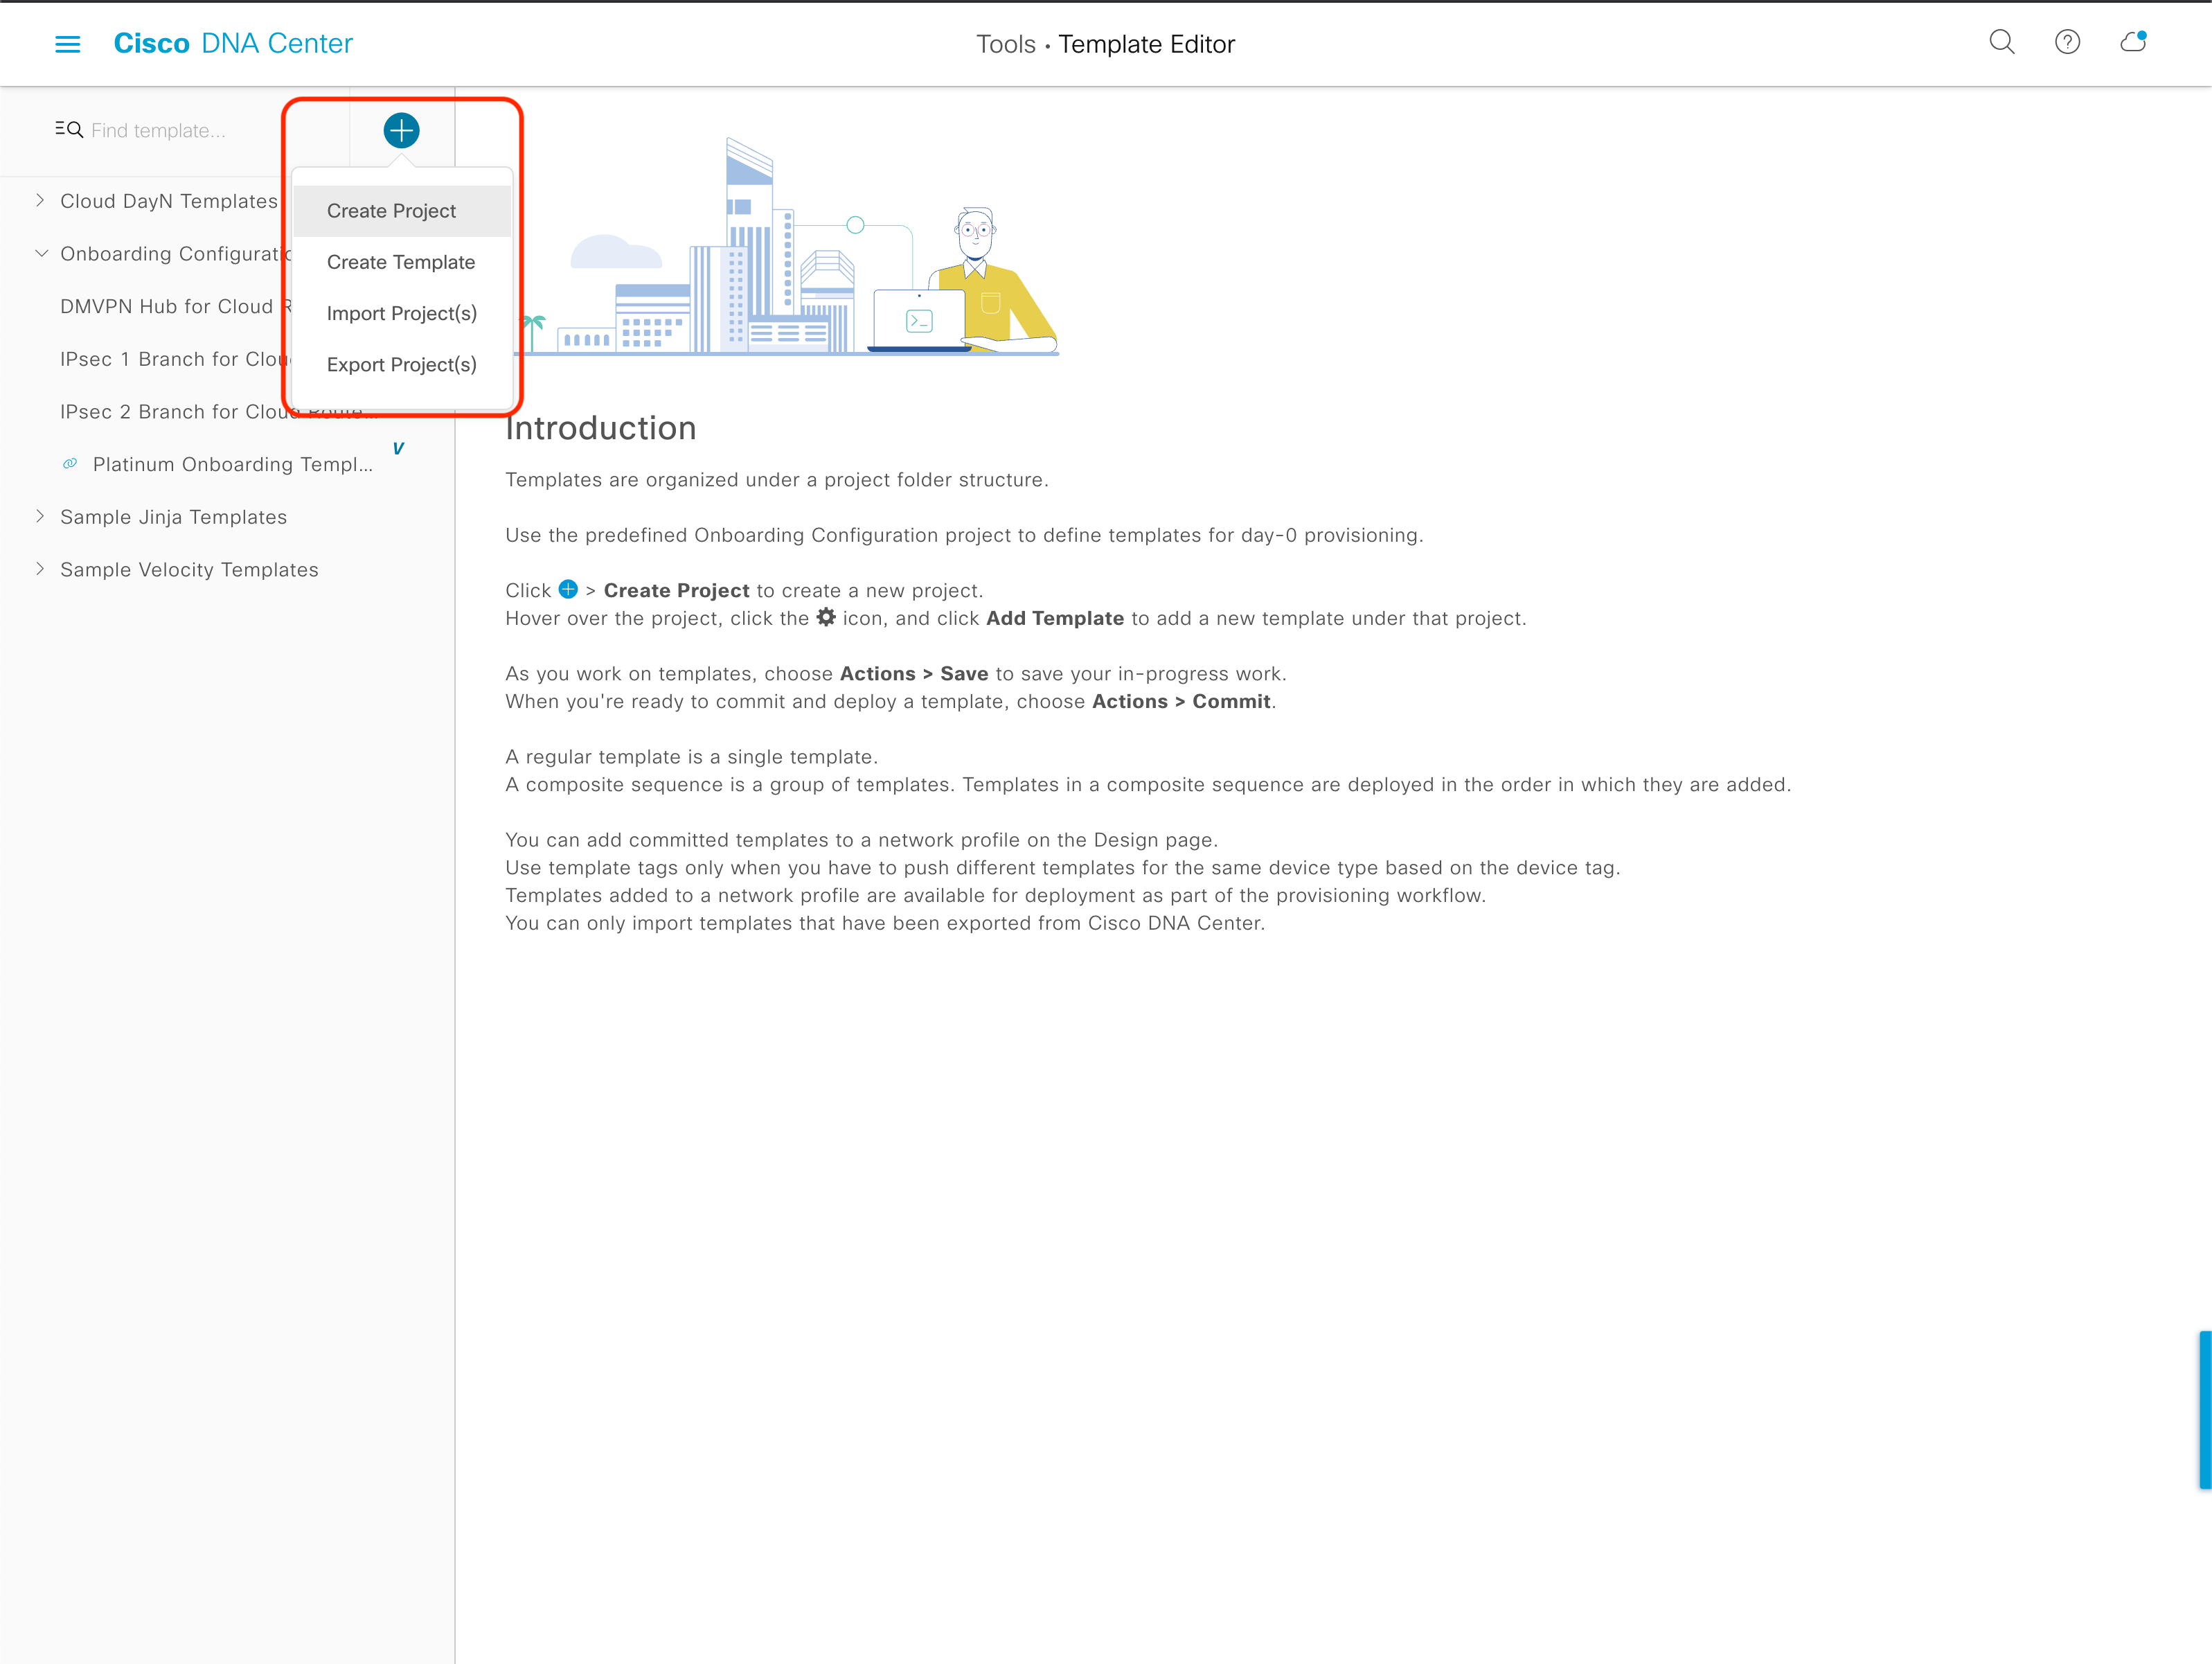 Cisco DNA Center
Tools • Template Editor
Find template...
Cloud DayN Templates
Onboarding Configuratio
DMVPN Hub for Cloud R
IPsec 1 Branch for Clou
IPsec 2 Branch for Cloud Route...
V
Platinum Onboarding Templ...
Sample Jinja Templates
Sample Velocity Templates
Create Project
Create Template
Import Project(s)
Export Project(s)
Introduction
Templates are organized under a project folder structure.
Use the predefined Onboarding Configuration project to define templates for day-0 provisioning.
Click > Create Project to create a new project.
Hover over the project, click the icon, and click Add Template to add a new template under that project.
As you work on templates, choose Actions > Save to save your in-progress work.
When you're ready to commit and deploy a template, choose Actions > Commit.
A regular template is a single template.
A composite sequence is a group of templates. Templates in a composite sequence are deployed in the order in which they are added.
You can add committed templates to a network profile on the Design page.
Use template tags only when you have to push different templates for the same device type based on the device tag.
Templates added to a network profile are available for deployment as part of the provisioning workflow.
You can only import templates that have been exported from Cisco DNA Center.